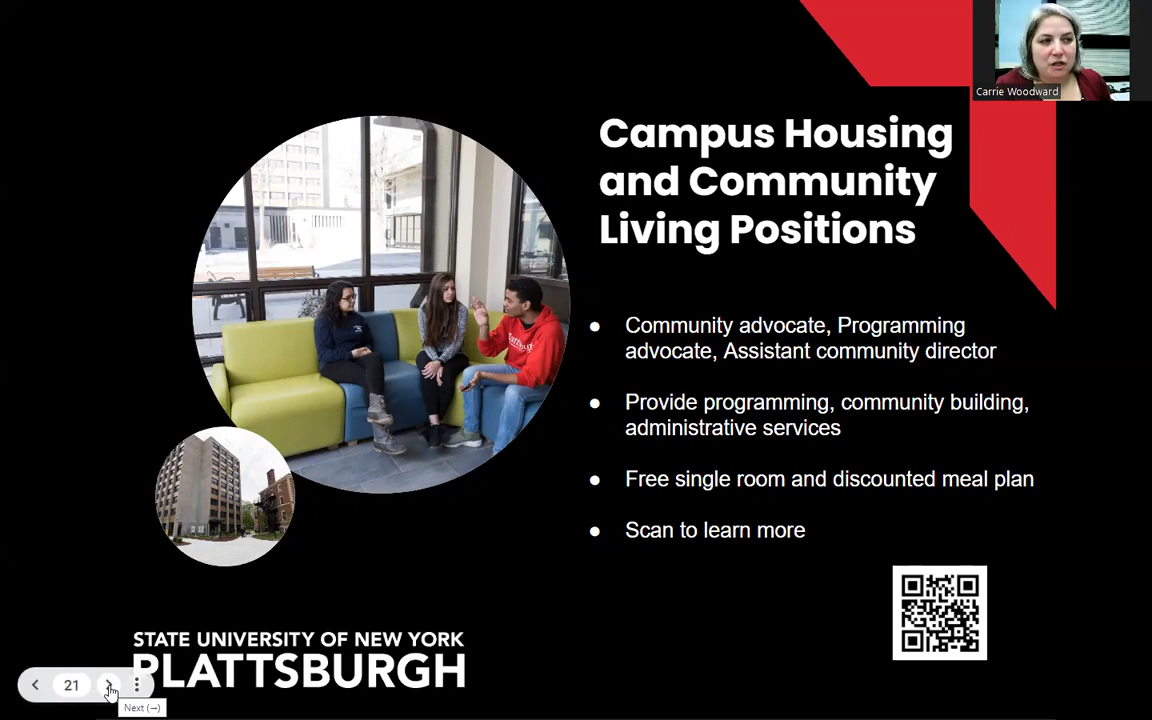 Carrie Woodward
Campus Housing
and Community
Living Positions
● Community advocate, Programming
advocate, Assistant community director
● Provide programming, community building,
administrative services
● Free single room and discounted meal plan
● Scan to learn more
STATE UNIVERSITY OF NEW YORK
PLATTSBURGH
21
Next (→)